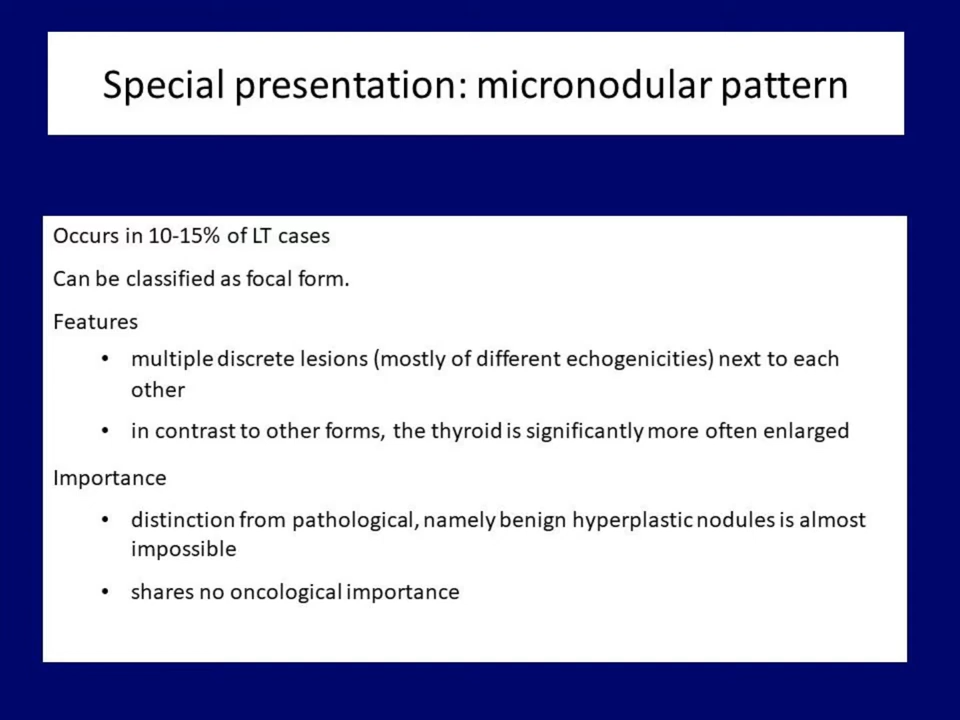 Special presentation: micronodular pattern
Occurs in 10-15% of LT cases
Can be classified as focal form.
Features
• multiple discrete lesions (mostly of different echogenicities) next to each
other
• in contrast to other forms, the thyroid is significantly more often enlarged
Importance
• distinction from pathological, namely benign hyperplastic nodules is almost
impossible
• shares no oncological importance